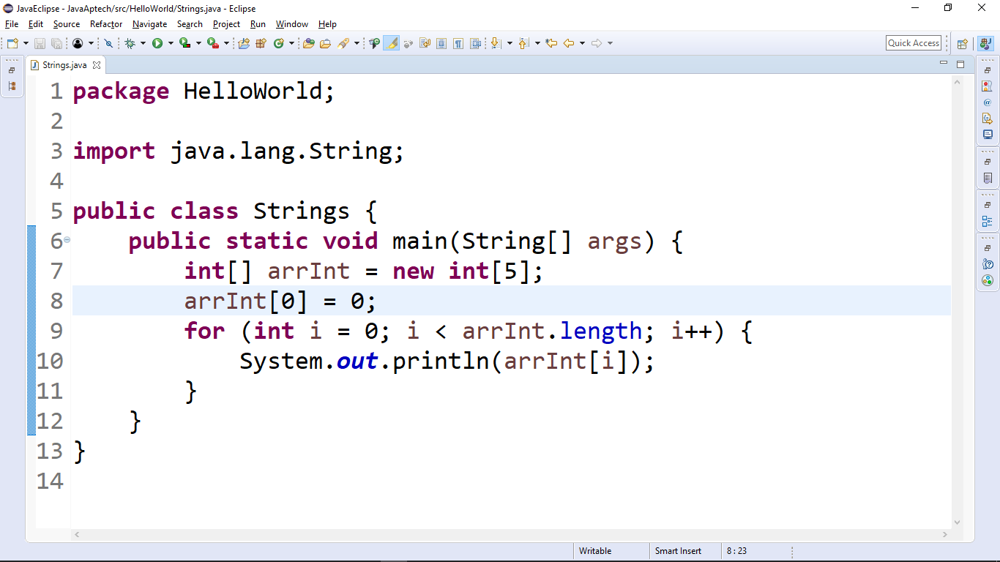 JavaEclipse - JavaAptech/src/HelloWorld/Strings.java - Eclipse
File Edit Source Refactor Navigate Search Project Run Window Help
Quick Access
Strings.java
1 package HelloWorld;
2
3 import java.lang.String;
4
5 public class Strings {
6     public static void main(String[] args) {
7         int[] arrInt = new int[5];
8         arrInt[0] = 0;
9         for (int i = 0; i < arrInt.length; i++) {
10             System.out.println(arrInt[i]);
11         }
12     }
13 }
14
Writable Smart Insert 8 : 23